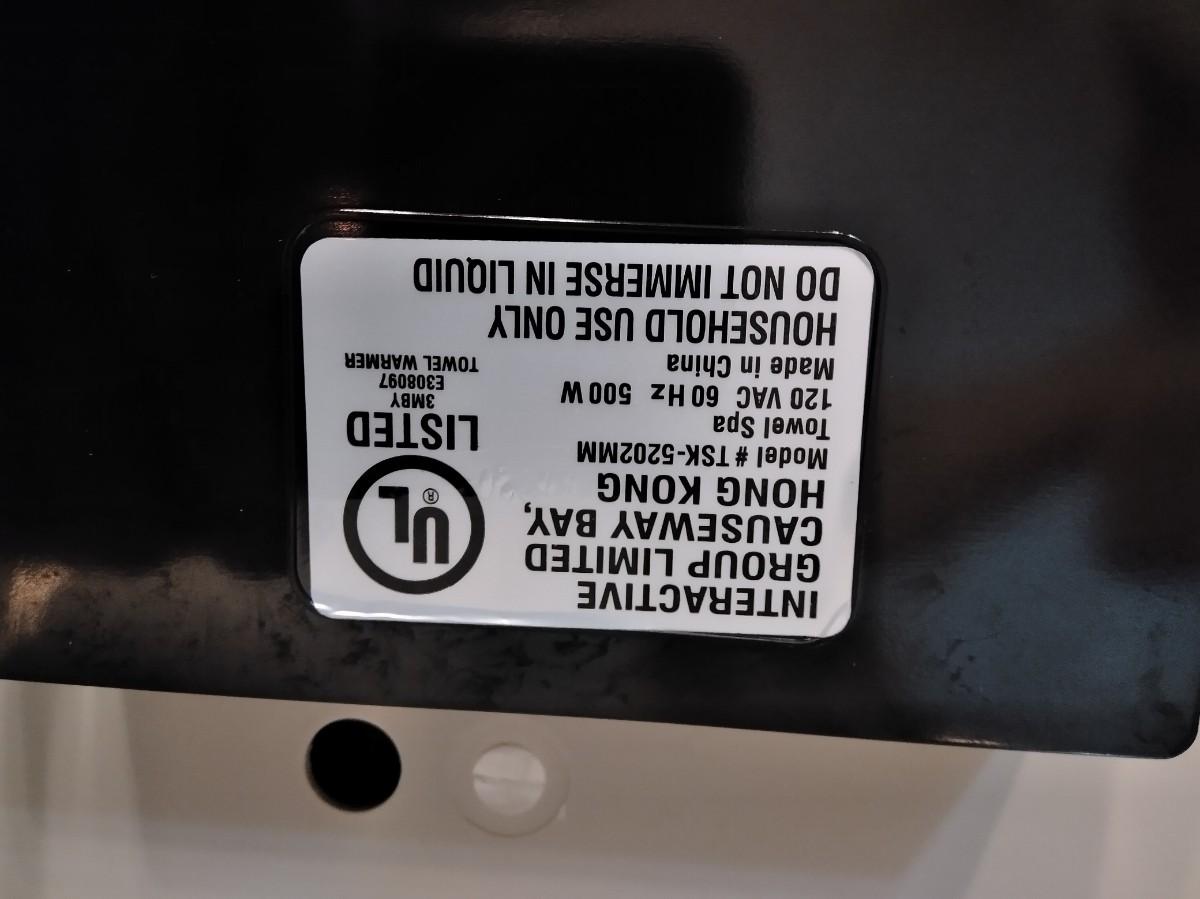 INTERACTIVE
GROUP LIMITED
CAUSEWAY BAY,
HONG KONG
Model # TSK-5202MM
Towel Spa
120 VAC 60 Hz 500 W
Made in China
HOUSEHOLD USE ONLY
DO NOT IMMERSE IN LIQUID
UL ®
LISTED
3MBY
E308097
TOWEL WARMER